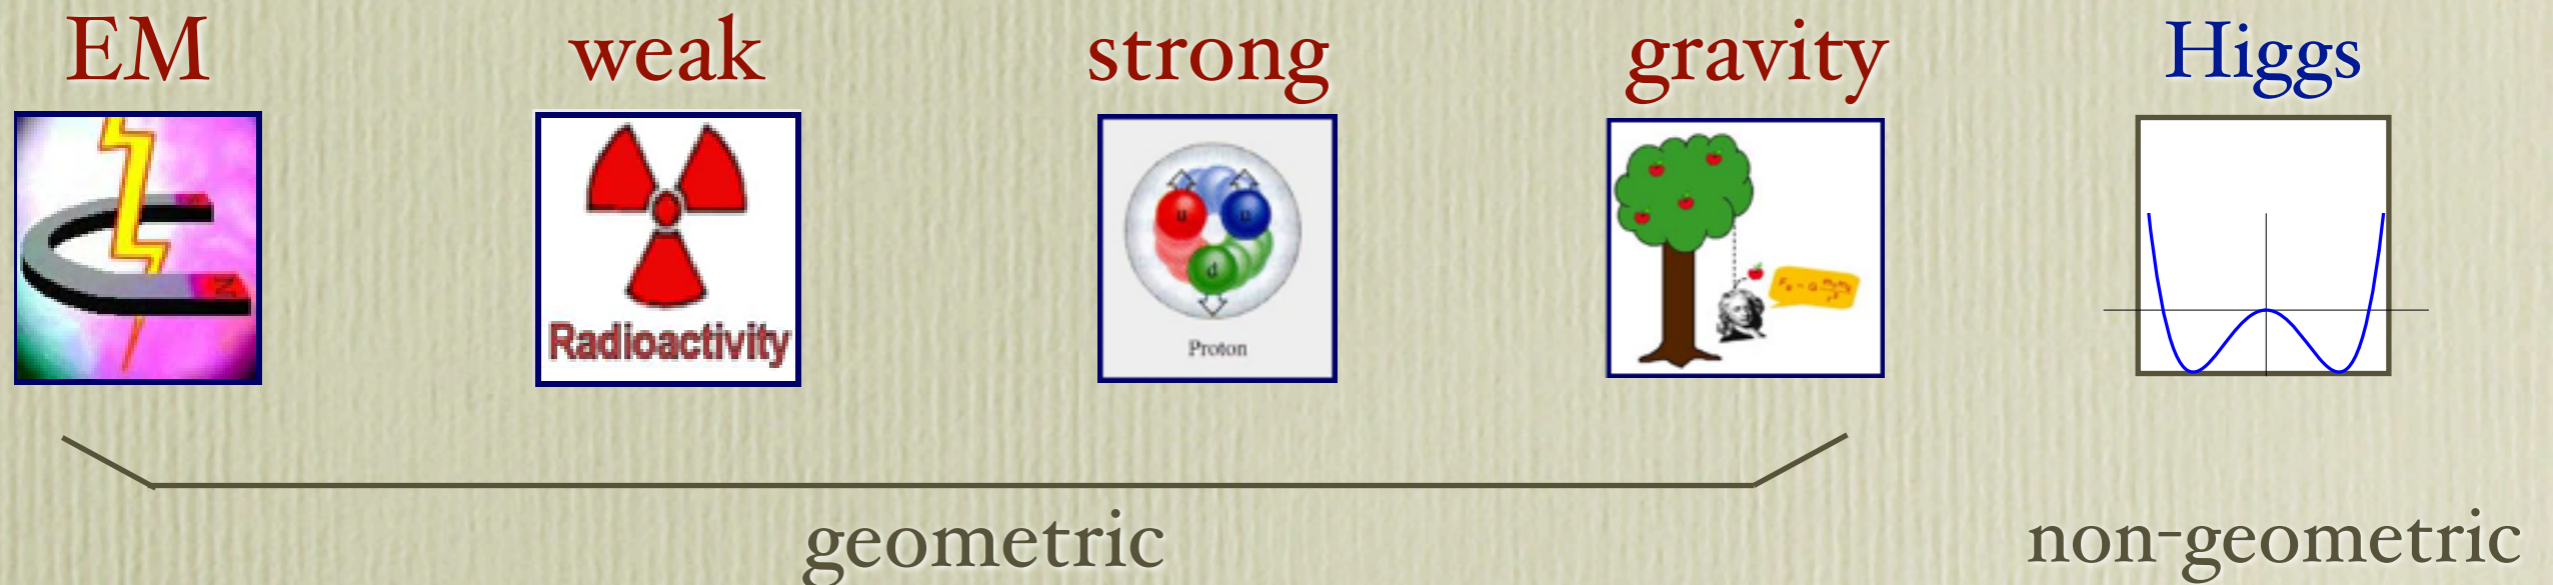 EM
weak
strong
gravity
Higgs
N
Radioactivity
u
u
d
Proton
geometric
non-geometric